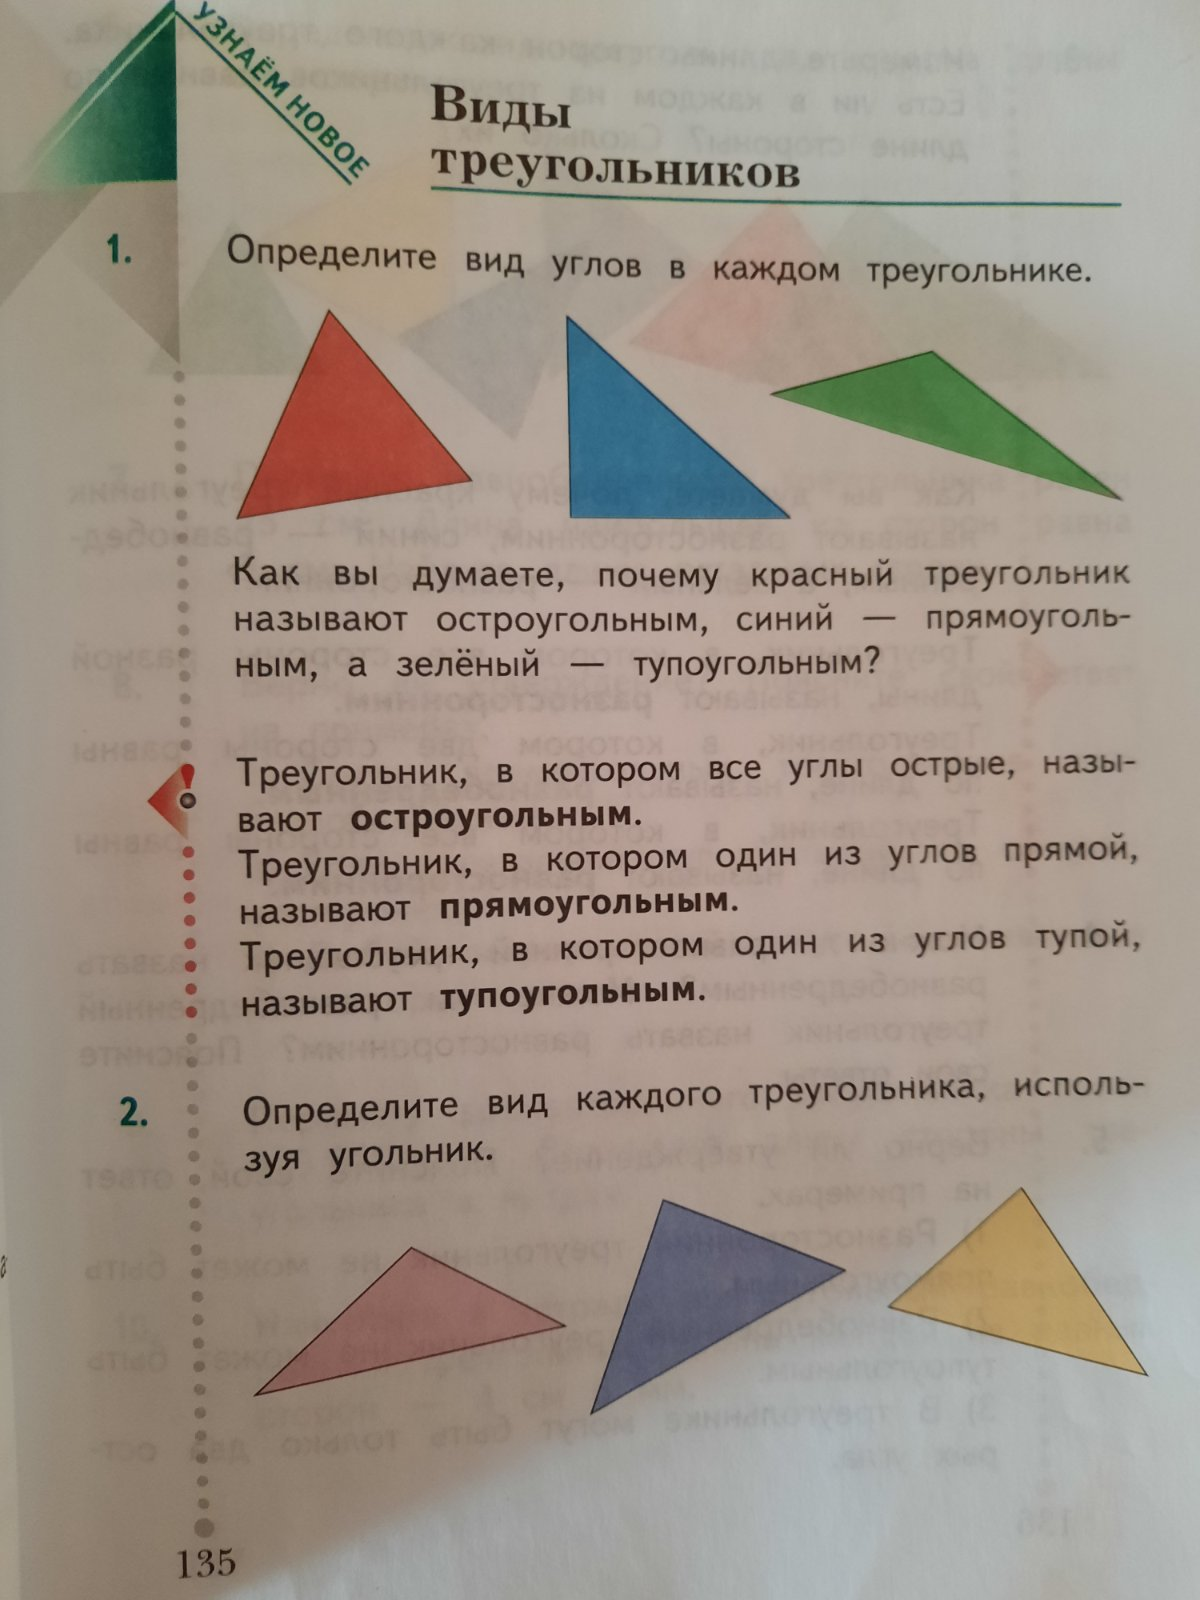 УЗНАЁМ НОВОЕ
Виды
треугольников
1. Определите вид углов в каждом треугольнике.
Как вы думаете, почему красный треугольник
называют остроугольным, синий — прямоуголь-
ным, а зелёный — тупоугольным?
Треугольник, в котором все углы острые, назы-
вают остроугольным.
Треугольник, в котором один из углов прямой,
называют прямоугольным.
Треугольник, в котором один из углов тупой,
называют тупоугольным.
2. Определите вид каждого треугольника, исполь-
зуя угольник.
135